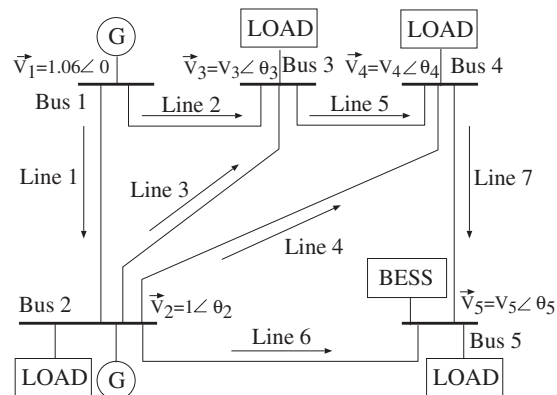 G
LOAD
LOAD
V⃗₁=1.06∠ 0
V⃗₃=V₃∠ θ₃
Bus 3
V⃗₄=V₄∠ θ₄
Bus 4
Bus 1
Line 2
Line 5
Line 1
Line 3
Line 7
Line 4
BESS
Bus 2
V⃗₂=1∠ θ₂
V⃗₅=V₅∠ θ₅
Line 6
Bus 5
LOAD
G
LOAD